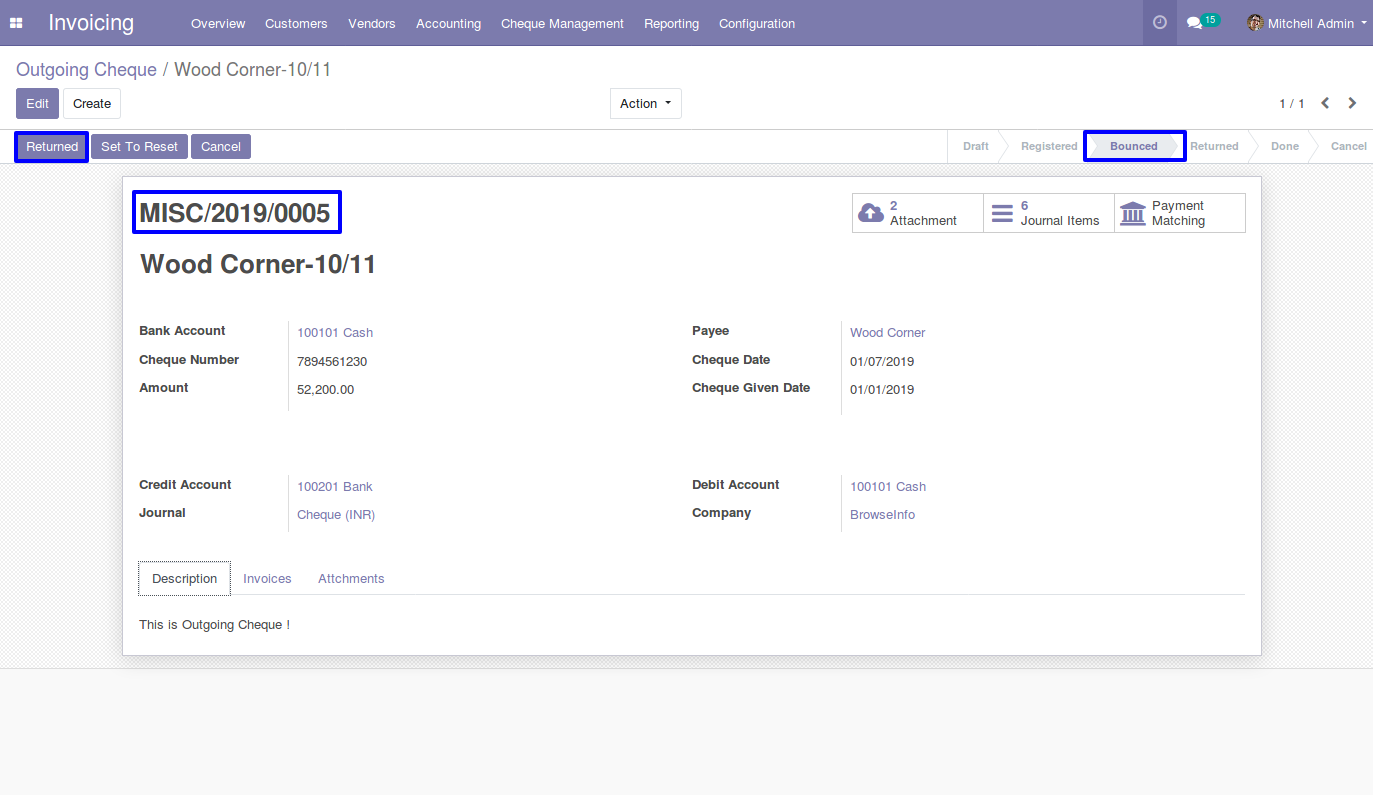 Invoicing Overview Customers Vendors Accounting Cheque Management Reporting Configuration 15 Mitchell Admin
Outgoing Cheque / Wood Corner-10/11
Edit Create Action 1 / 1
Returned Set To Reset Cancel Draft Registered Bounced Returned Done Cancel
MISC/2019/0005
2 Attachment
6 Journal Items
Payment Matching
Wood Corner-10/11
Bank Account 100101 Cash
Cheque Number 7894561230
Amount 52,200.00
Payee Wood Corner
Cheque Date 01/07/2019
Cheque Given Date 01/01/2019
Credit Account 100201 Bank
Journal Cheque (INR)
Debit Account 100101 Cash
Company BrowseInfo
Description Invoices Attchments
This is Outgoing Cheque !